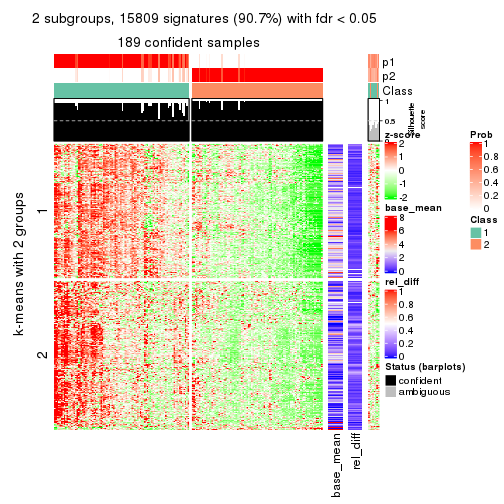 2 subgroups, 15809 signatures (90.7%) with fdr < 0.05
189 confident samples
p1
p2
Class
1
0.5
0
Silhouette
score
k-means with 2 groups
1
2
base_mean
rel_diff
z-score
2
1
0
-1
-2
base_mean
8
6
4
2
0
rel_diff
1
0.8
0.6
0.4
0.2
0
Status (barplots)
confident
ambiguous
Prob
1
0.8
0.6
0.4
0.2
0
Class
1
2